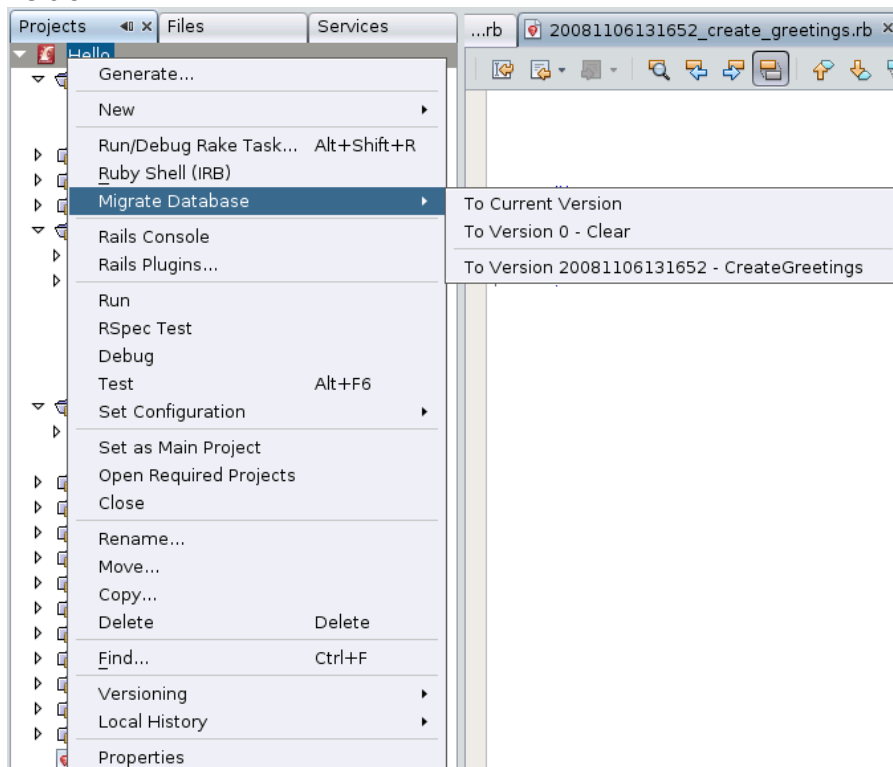 Projects
Files
Services
...rb
20081106131652_create_greetings.rb
Hello
Generate...
New
Run/Debug Rake Task... Alt+Shift+R
Ruby Shell (IRB)
Migrate Database
To Current Version
To Version 0 - Clear
To Version 20081106131652 - CreateGreetings
Rails Console
Rails Plugins...
Run
RSpec Test
Debug
Test Alt+F6
Set Configuration
Set as Main Project
Open Required Projects
Close
Rename...
Move...
Copy...
Delete Delete
Find... Ctrl+F
Versioning
Local History
Properties